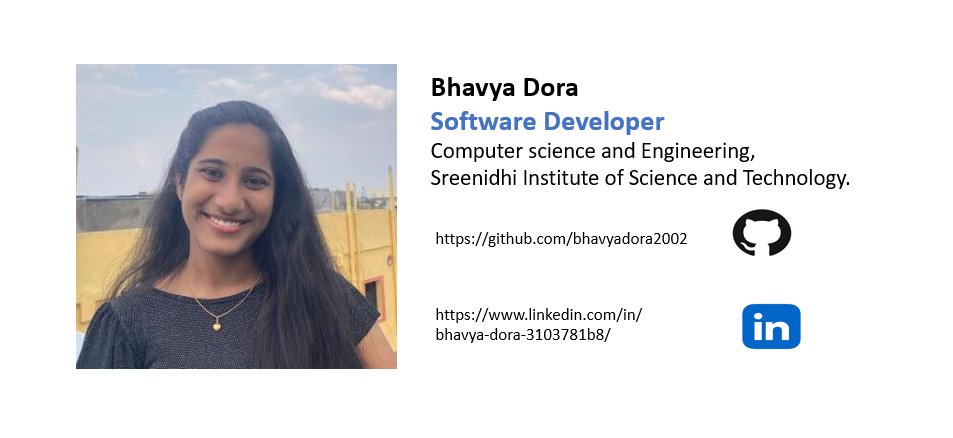 Bhavya Dora
Software Developer
Computer science and Engineering,
Sreenidhi Institute of Science and Technology.
https://github.com/bhavyadora2002
https://www.linkedin.com/in/
bhavya-dora-3103781b8/
in